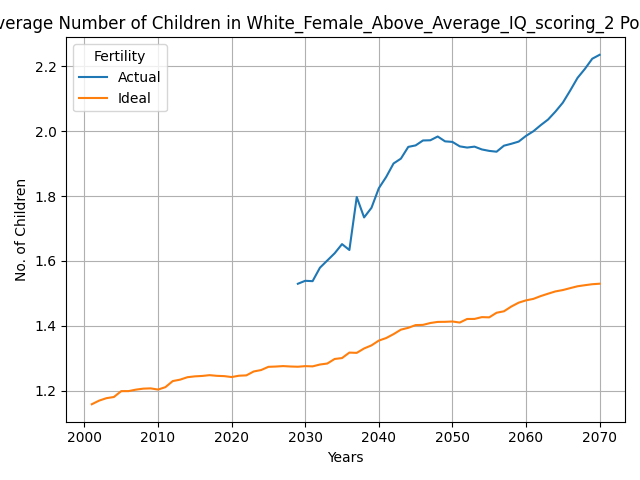 verage Number of Children in White_Female_Above_Average_IQ_scoring_2 Po
Fertility
Actual
Ideal
No. of Children
2.2
2.0
1.8
1.6
1.4
1.2
2000 2010 2020 2030 2040 2050 2060 2070
Years